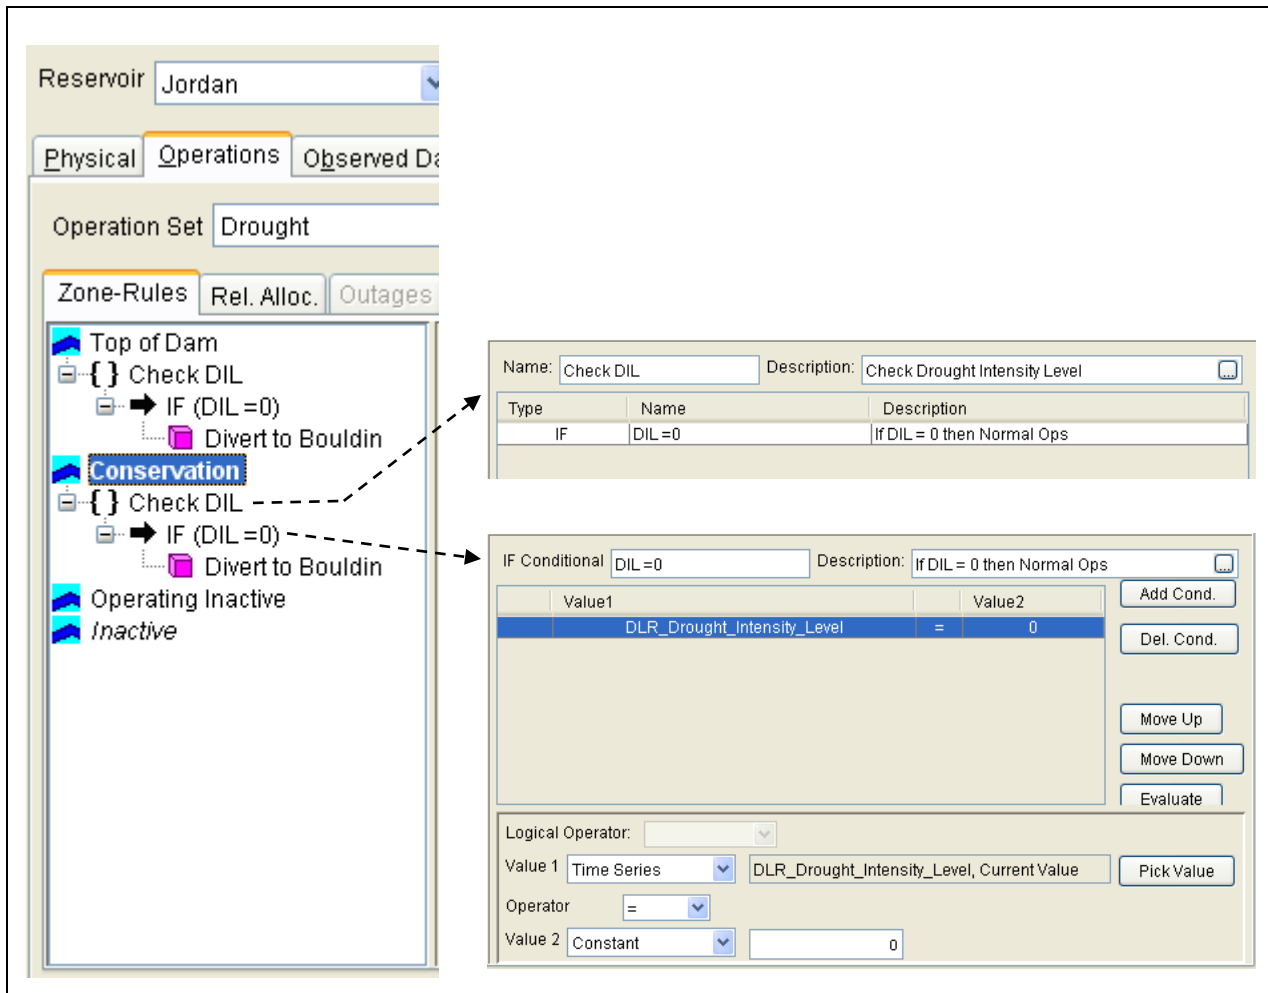 Reservoir Jordan
Physical Operations Observed Da
Operation Set Drought
Zone-Rules Rel. Alloc. Outages
Top of Dam
{ } Check DIL
IF (DIL =0)
Divert to Bouldin
Conservation
{ } Check DIL
IF (DIL =0)
Divert to Bouldin
Operating Inactive
Inactive
Name: Check DIL Description: Check Drought Intensity Level ...
Type Name Description
IF DIL =0 If DIL = 0 then Normal Ops
IF Conditional DIL =0 Description: If DIL = 0 then Normal Ops ...
Value1 Value2 Add Cond.
DLR_Drought_Intensity_Level = 0
Del. Cond.
Move Up
Move Down
Evaluate
Logical Operator:
Value 1 Time Series DLR_Drought_Intensity_Level, Current Value Pick Value
Operator =
Value 2 Constant 0